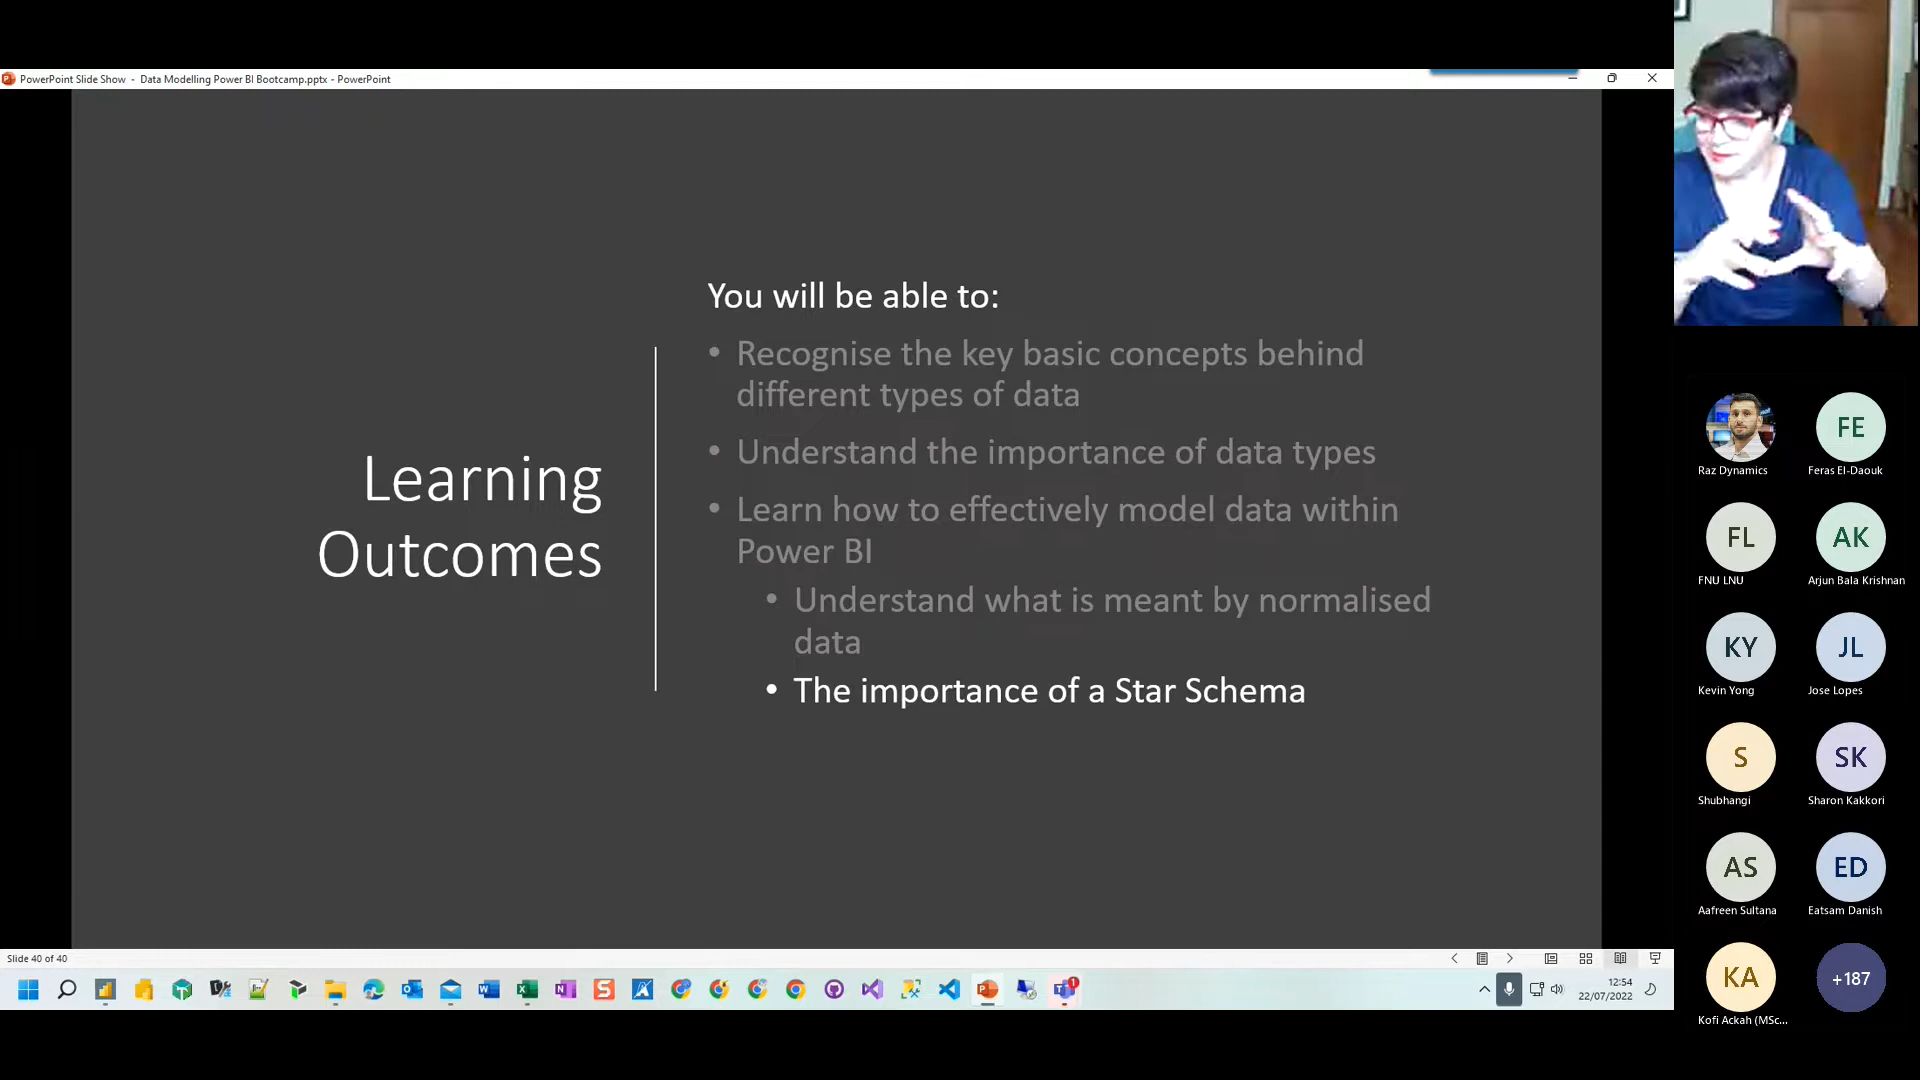 PowerPoint Slide Show - Data Modelling Power BI Bootcamp.pptx - PowerPoint
Learning
Outcomes
You will be able to:
• Recognise the key basic concepts behind
different types of data
• Understand the importance of data types
• Learn how to effectively model data within
Power BI
• Understand what is meant by normalised
data
• The importance of a Star Schema
Slide 40 of 40
12:54
22/07/2022
1
Raz Dynamics
FE
Feras El-Daouk
FL
FNU LNU
AK
Arjun Bala Krishnan
KY
Kevin Yong
JL
Jose Lopes
S
Shubhangi
SK
Sharon Kakkori
AS
Aafreen Sultana
ED
Eatsam Danish
KA
Kofi Ackah (MSc...
+187